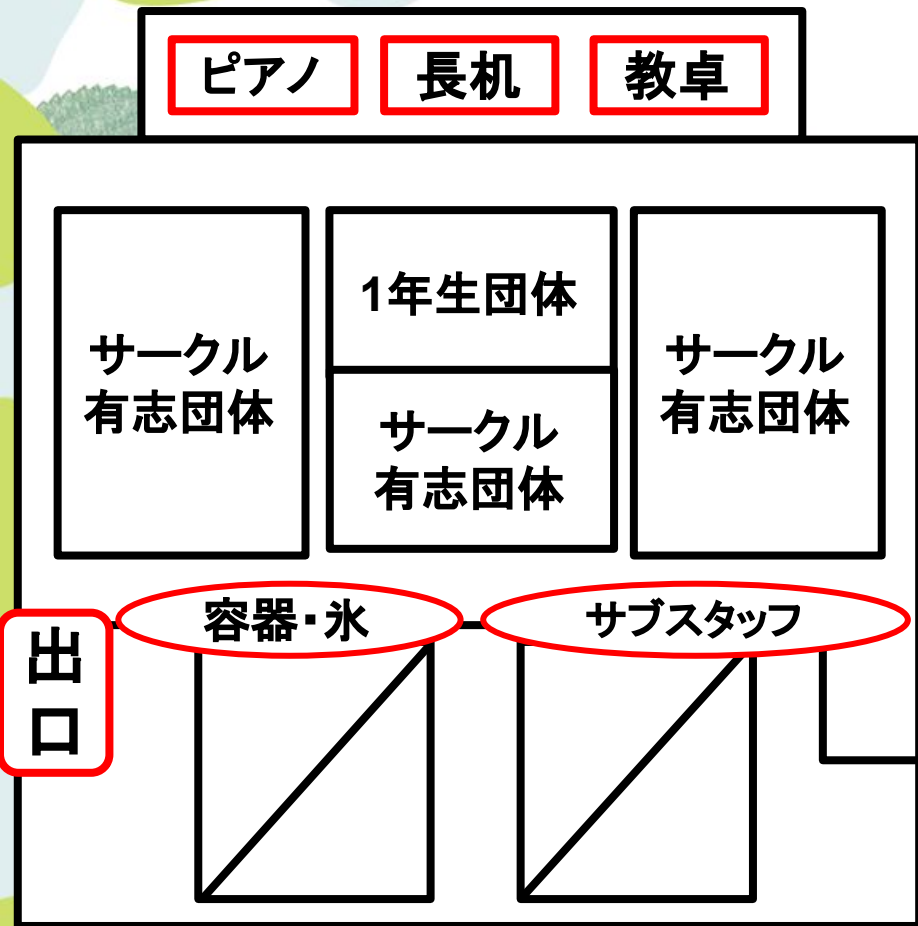 ピアノ
長机
教卓
サークル
有志団体
1年生団体
サークル
有志団体
サークル
有志団体
容器・氷
サブスタッフ
出
口